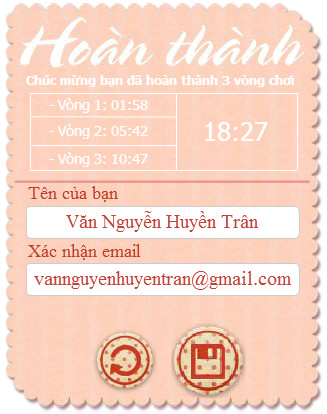 Hoàn thành
Chúc mừng bạn đã hoàn thành 3 vòng chơi
- Vòng 1: 01:58
- Vòng 2: 05:42
- Vòng 3: 10:47
18:27
Tên của bạn
Văn Nguyễn Huyền Trân
Xác nhận email
vannguyenhuyentran@gmail.com